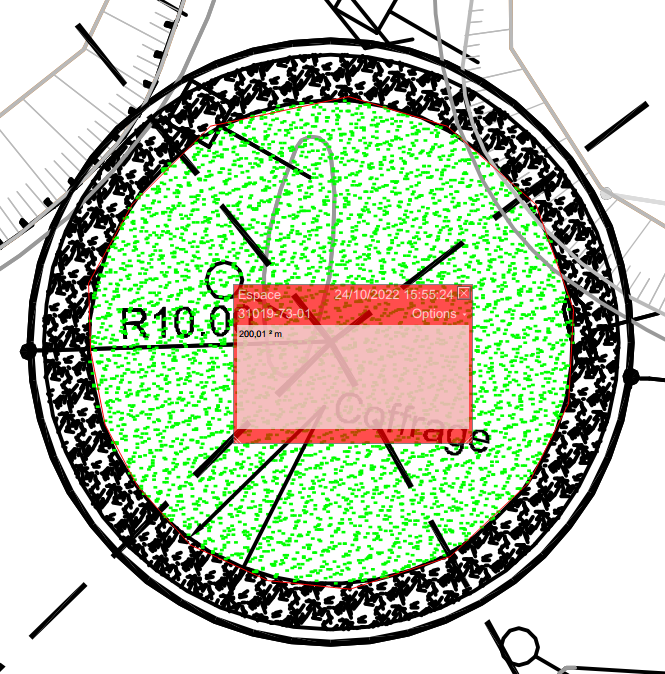 Espace 24/10/2022 15:55:24
31019-73-01 Options
R10.0
200,01 ² m
Coffrage